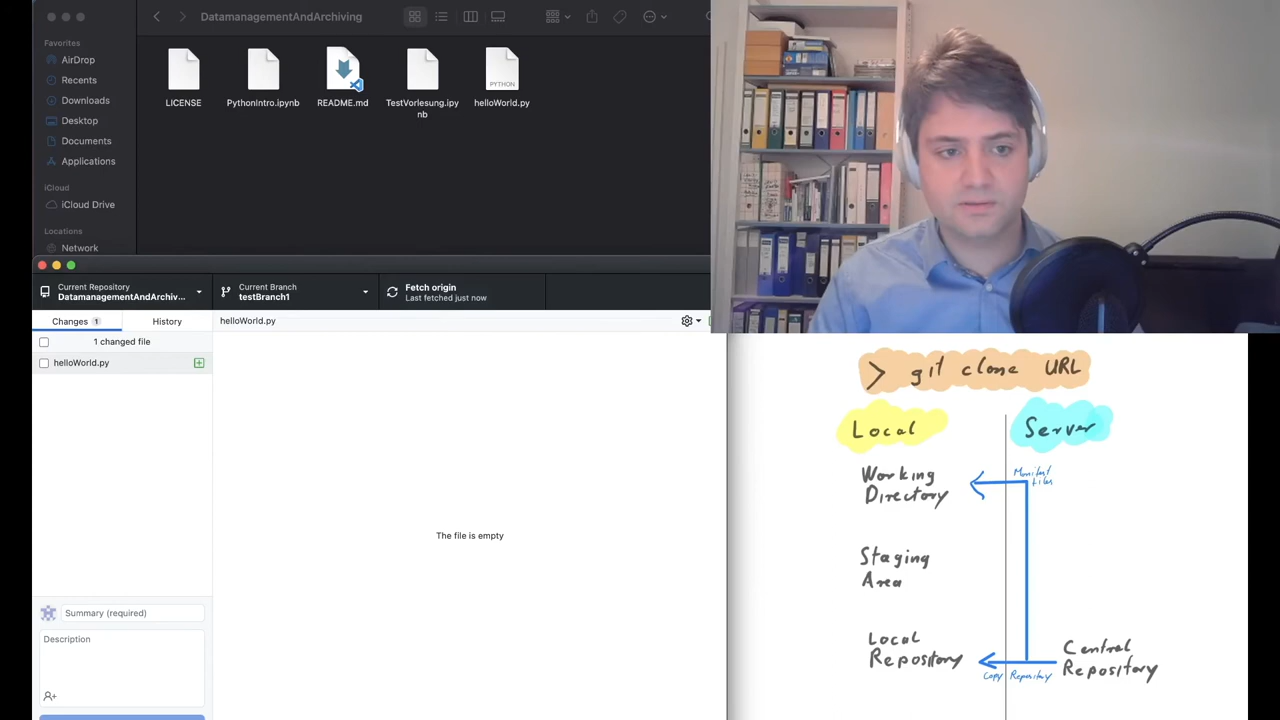 DatamanagementAndArchiving
Favorites
AirDrop
Recents
Downloads
Desktop
Documents
Applications
iCloud
iCloud Drive
Locations
Network
LICENSE
PythonIntro.ipynb
README.md
TestVorlesung.ipy
nb
PYTHON
helloWorld.py
Current Repository
DatamanagementAndArchiv...
Current Branch
testBranch1
Fetch origin
Last fetched just now
Changes 1
History
helloWorld.py
1 changed file
helloWorld.py
The file is empty
Summary (required)
Description
> git clone URL
Local
Server
Working
Directory
Manifest
Files
Staging
Area
Local
Repository
Central
Repository
Copy Repository